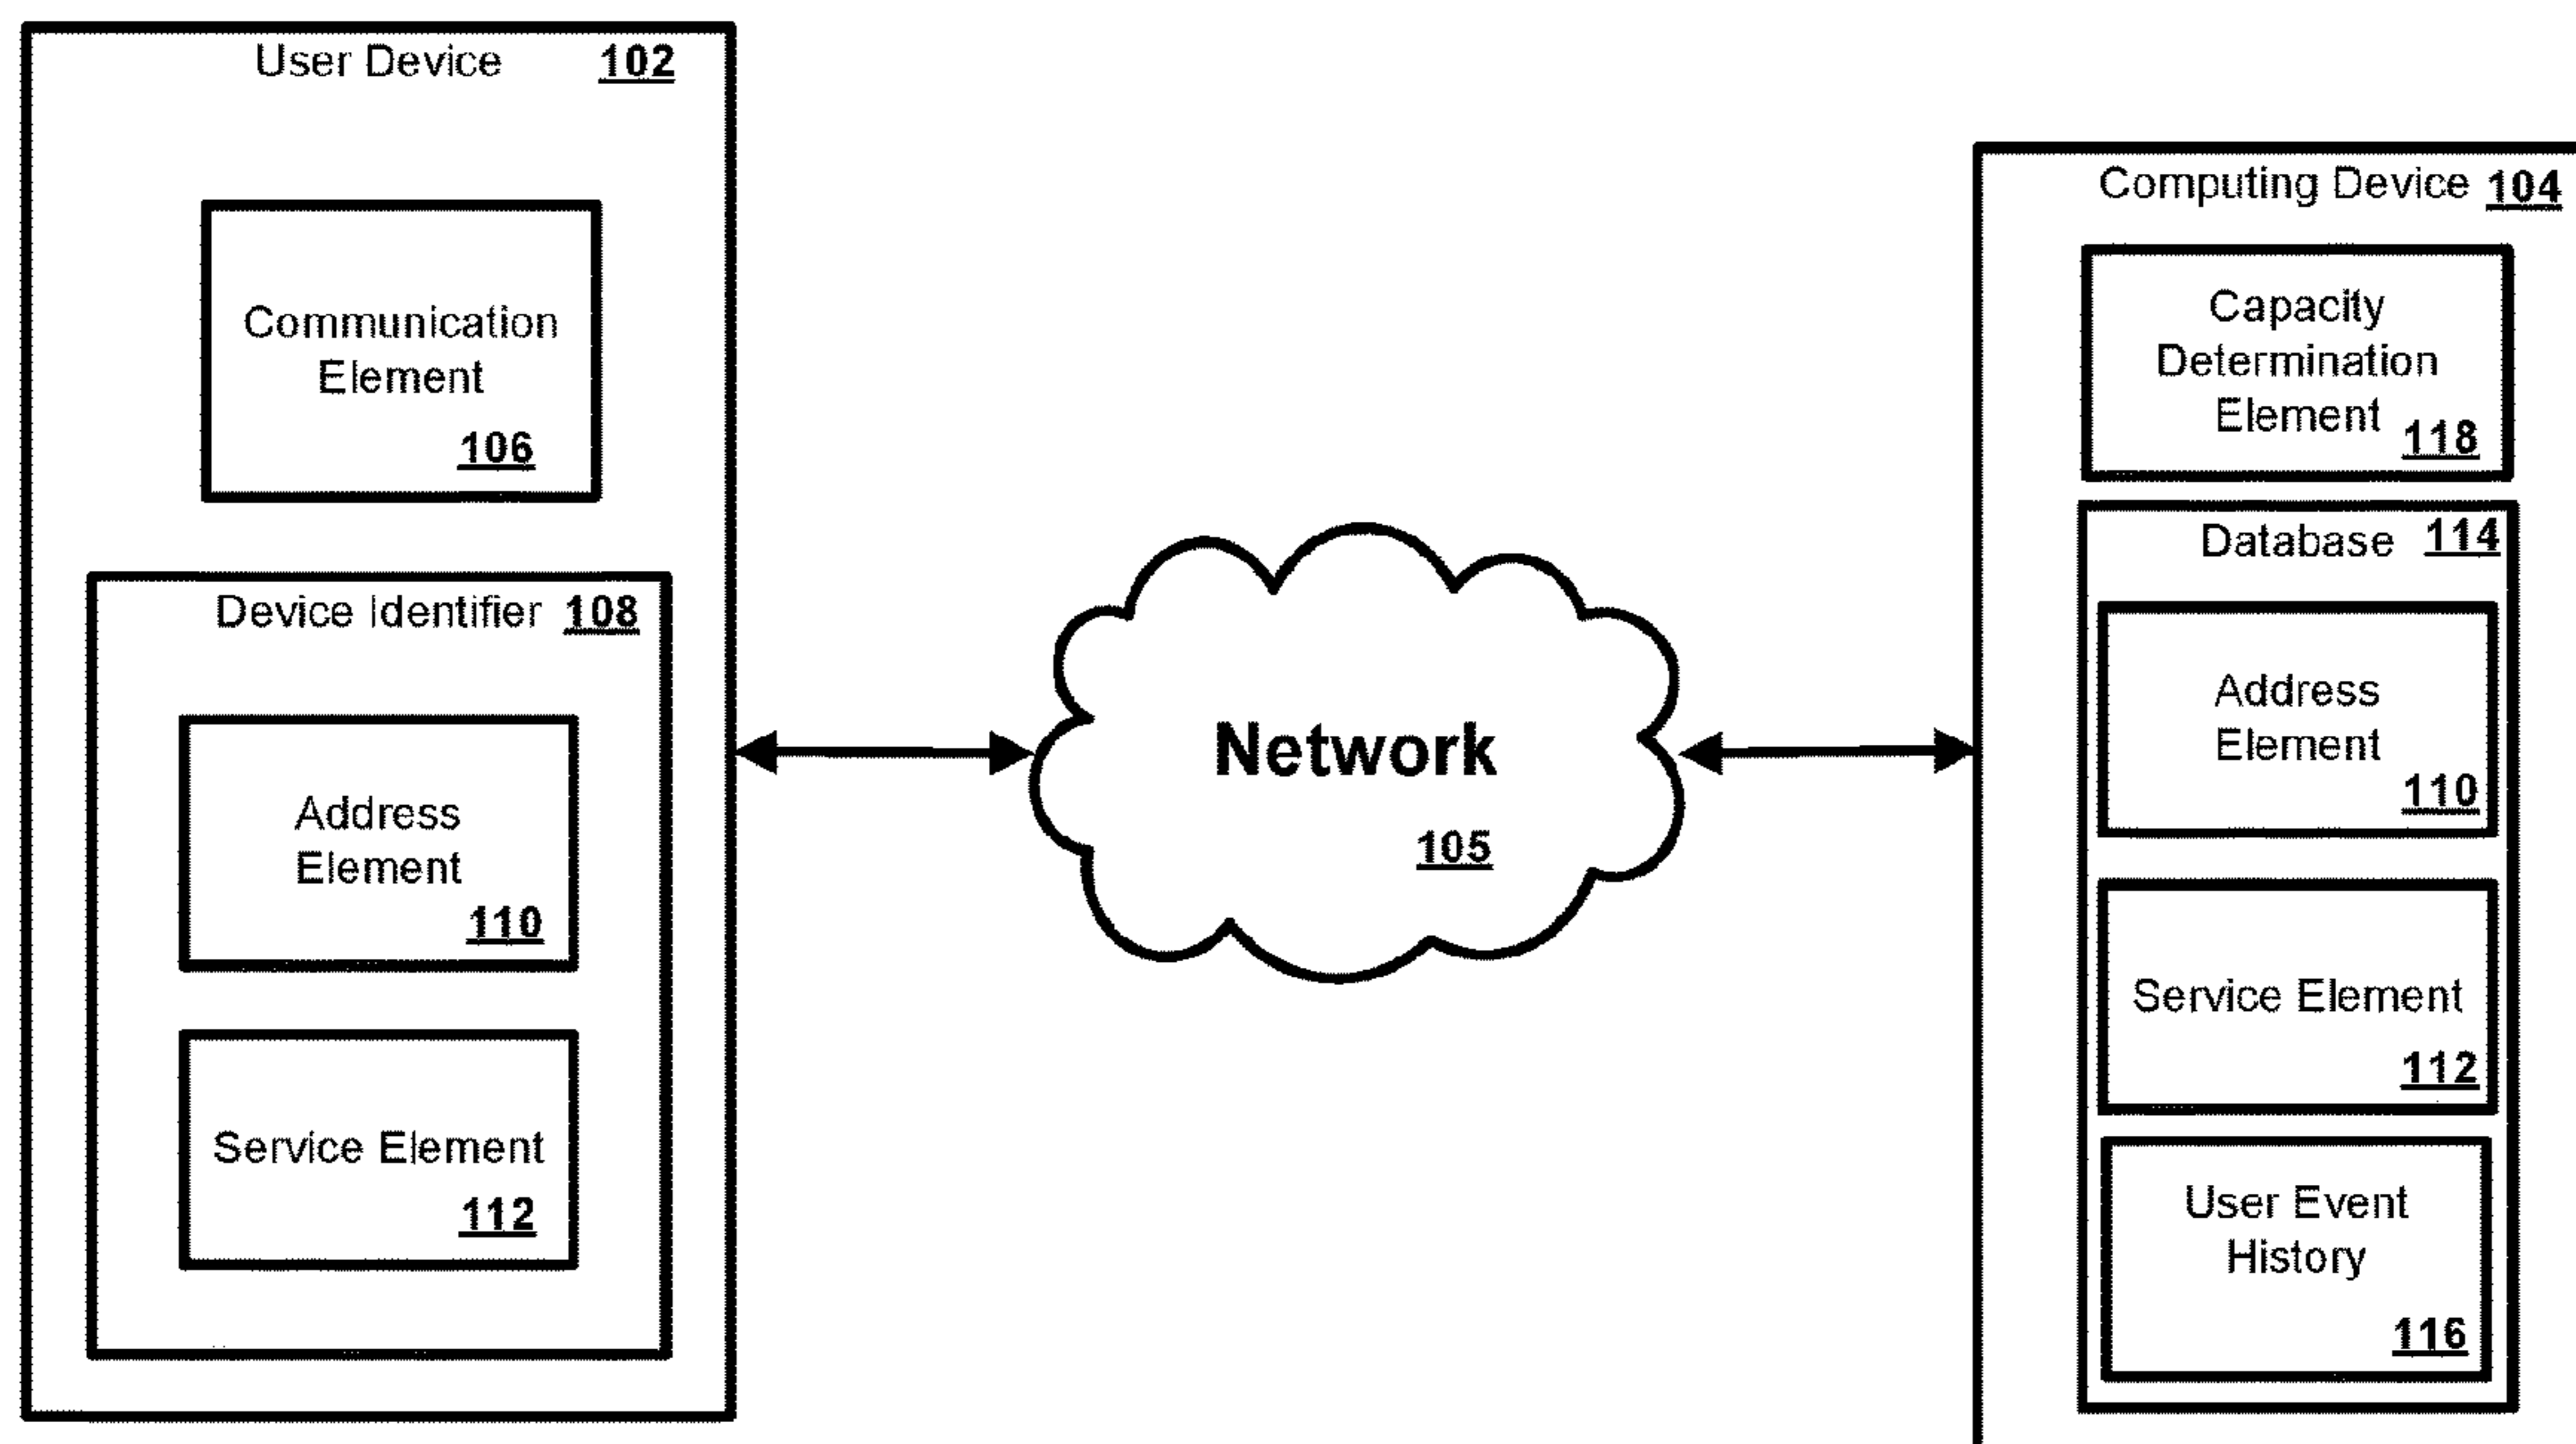 User Device 102
Communication
Element
106
Device Identifier 108
Address
Element
110
Service Element
112
Network
105
Computing Device 104
Capacity
Determination
Element 118
Database 114
Address
Element
110
Service Element
112
User Event
History
116